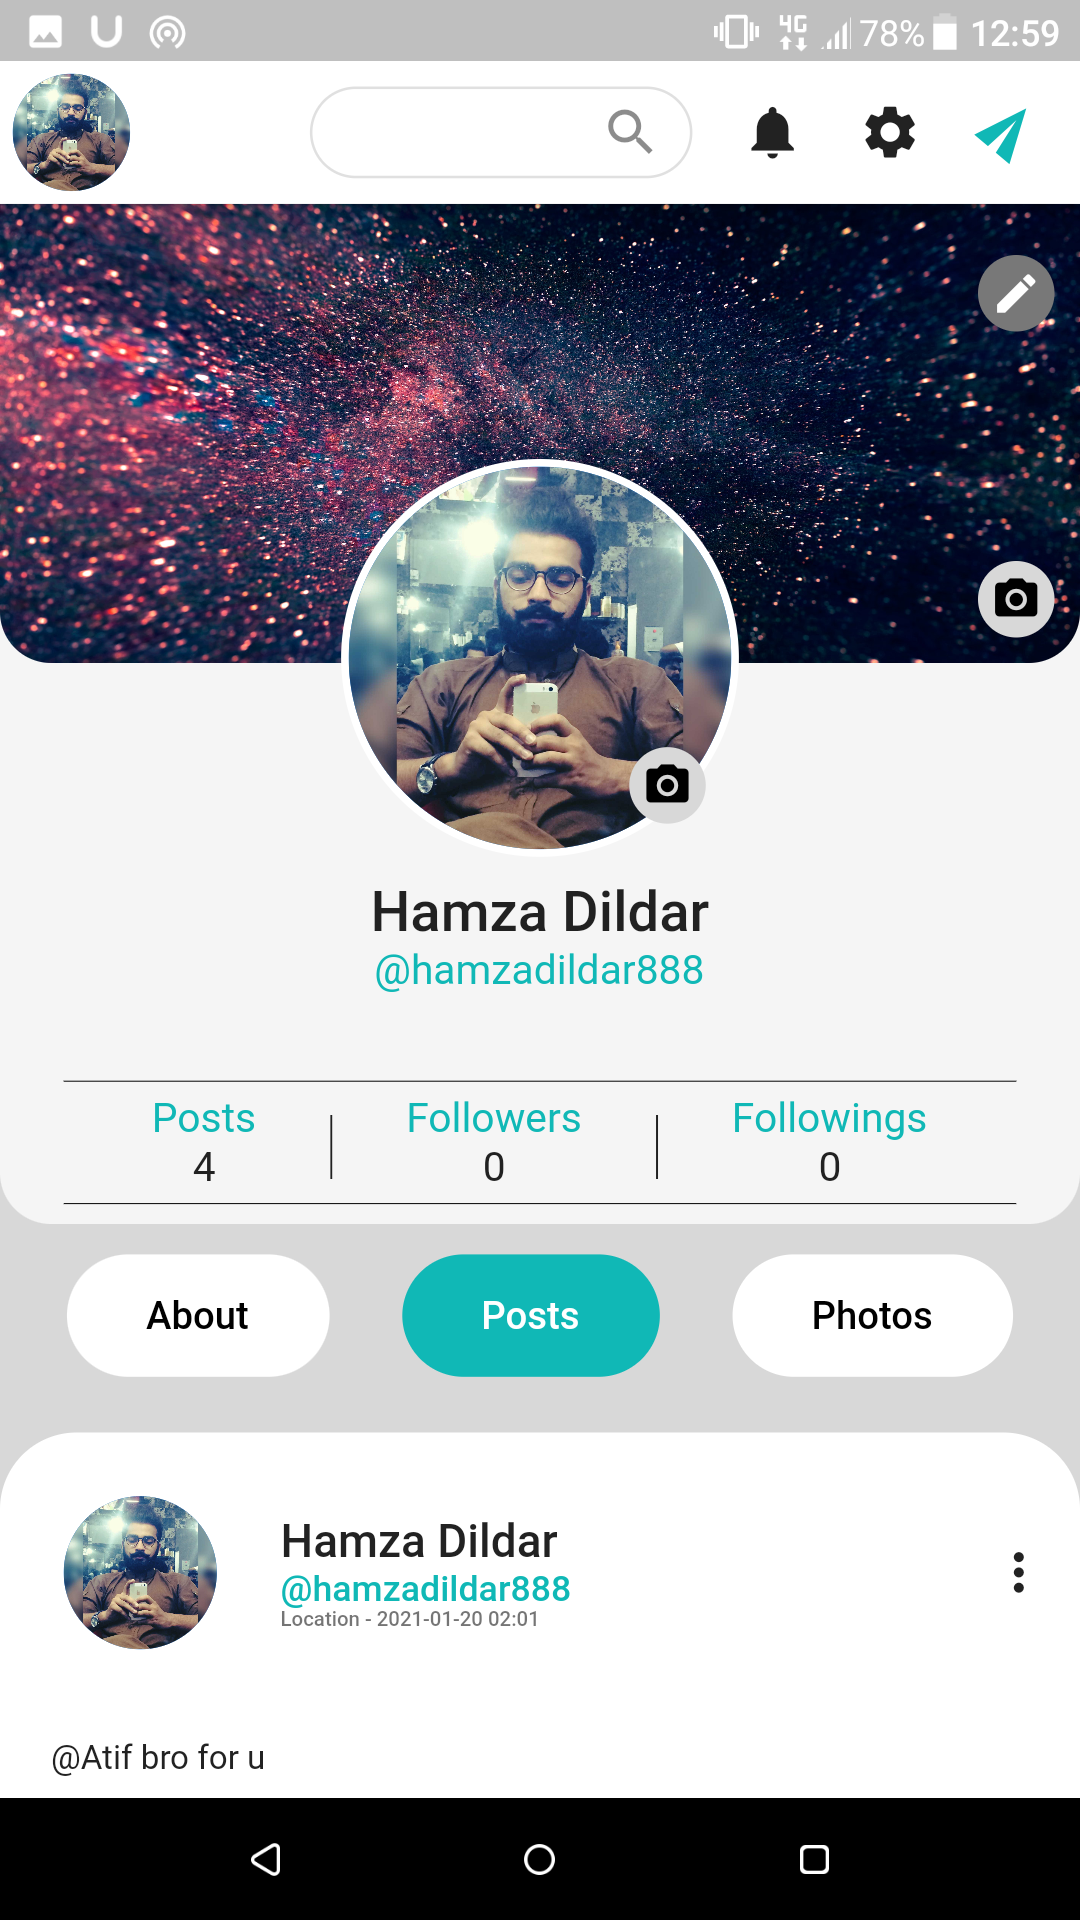 4G 78% 12:59
Hamza Dildar
@hamzadildar888
Posts Followers Followings
4 0 0
About Posts Photos
Hamza Dildar
@hamzadildar888
Location - 2021-01-20 02:01
@Atif bro for u